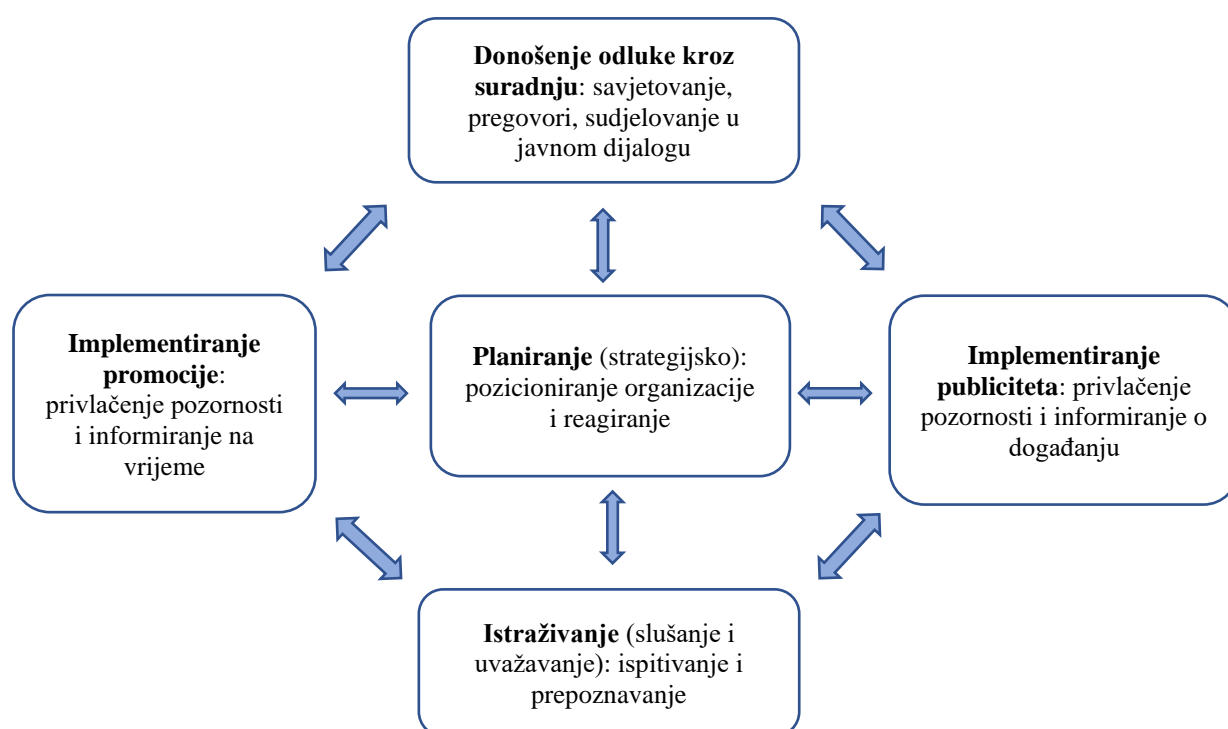 Donošenje odluke kroz
suradnju: savjetovanje,
pregovori, sudjelovanje u
javnom dijalogu
Implementiranje
promocije:
privlačenje pozornosti
i informiranje na
vrijeme
Planiranje (strategijsko):
pozicioniranje organizacije
i reagiranje
Implementiranje
publiciteta: privlačenje
pozornosti i informiranje o
događanju
Istraživanje (slušanje i
uvažavanje): ispitivanje i
prepoznavanje